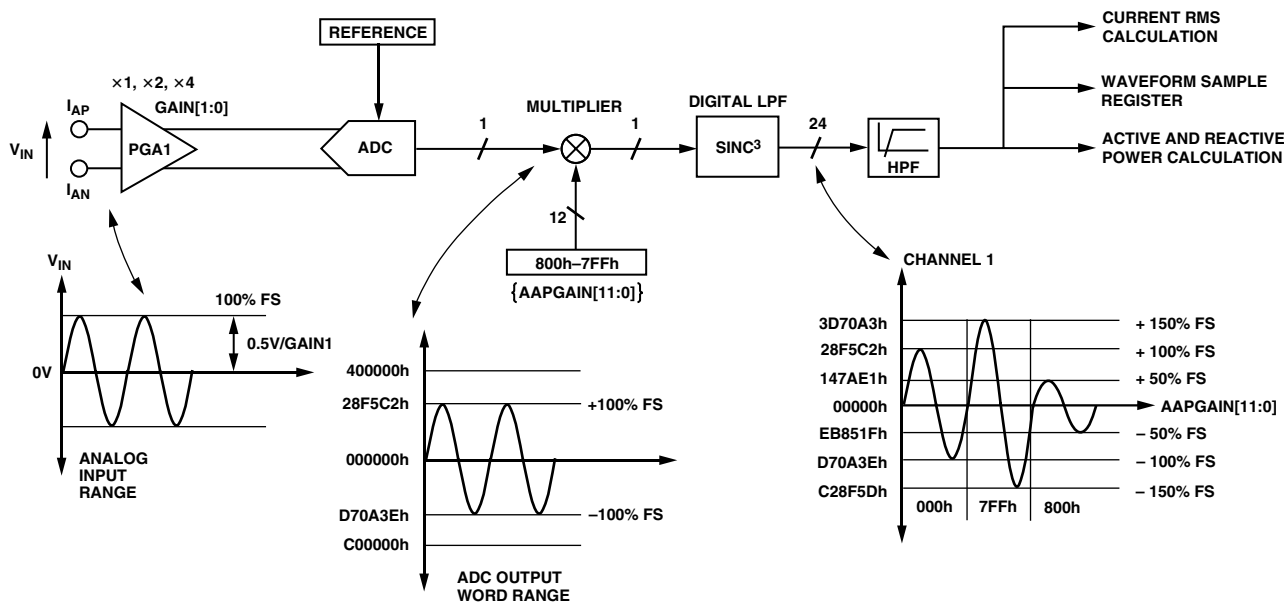 REFERENCE
CURRENT RMS
CALCULATION
×1, ×2, ×4
GAIN[1:0]
IAP
VIN
PGA1
IAN
ADC
1
MULTIPLIER
1
DIGITAL LPF
SINC3
24
HPF
WAVEFORM SAMPLE
REGISTER
ACTIVE AND REACTIVE
POWER CALCULATION
12
800h–7FFh
{AAPGAIN[11:0]}
VIN
100% FS
0.5V/GAIN1
0V
ANALOG
INPUT
RANGE
400000h
28F5C2h
+100% FS
000000h
D70A3Eh
–100% FS
C00000h
ADC OUTPUT
WORD RANGE
CHANNEL 1
3D70A3h
+ 150% FS
28F5C2h
+ 100% FS
147AE1h
+ 50% FS
00000h
AAPGAIN[11:0]
EB851Fh
– 50% FS
D70A3Eh
– 100% FS
C28F5Dh
– 150% FS
000h
7FFh
800h